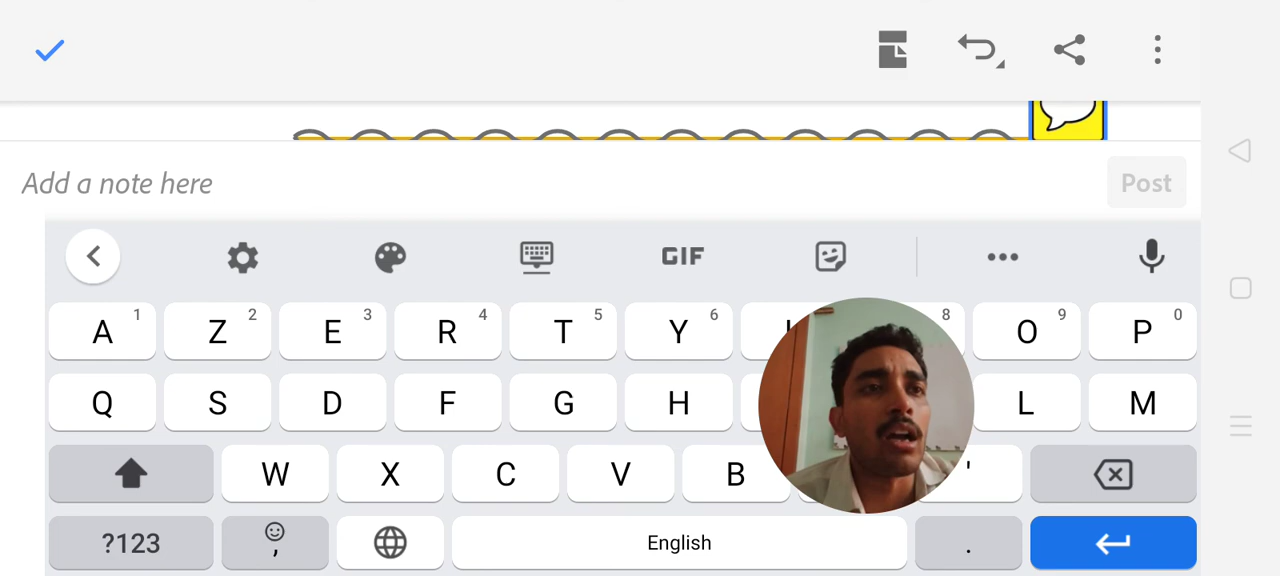 Add a note here
Post
GIF
A 1 Z 2 E 3 R 4 T 5 Y 6 8 O 9 P 0
Q S D F G H L M
W X C V B '
?123 , English .